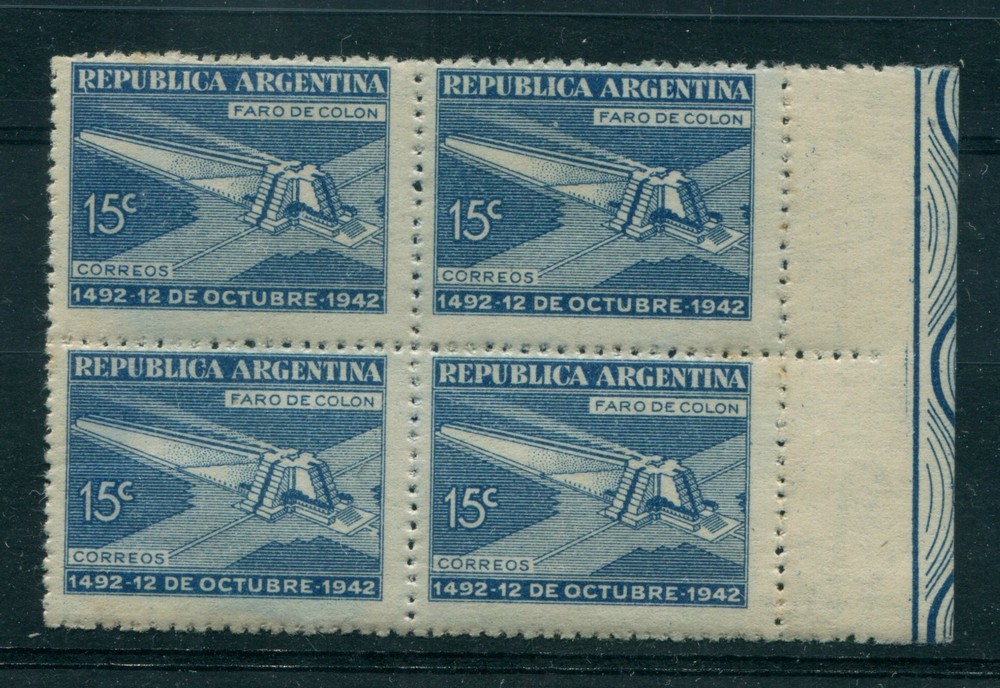 REPUBLICA ARGENTINA
FARO DE COLON
15c
CORREOS
1492-12 DE OCTUBRE-1942
REPUBLICA ARGENTINA
FARO DE COLON
15c
CORREOS
1492-12 DE OCTUBRE-1942
REPUBLICA ARGENTINA
FARO DE COLON
15c
CORREOS
1492-12 DE OCTUBRE-1942
REPUBLICA ARGENTINA
FARO DE COLON
15c
CORREOS
1492-12 DE OCTUBRE-1942